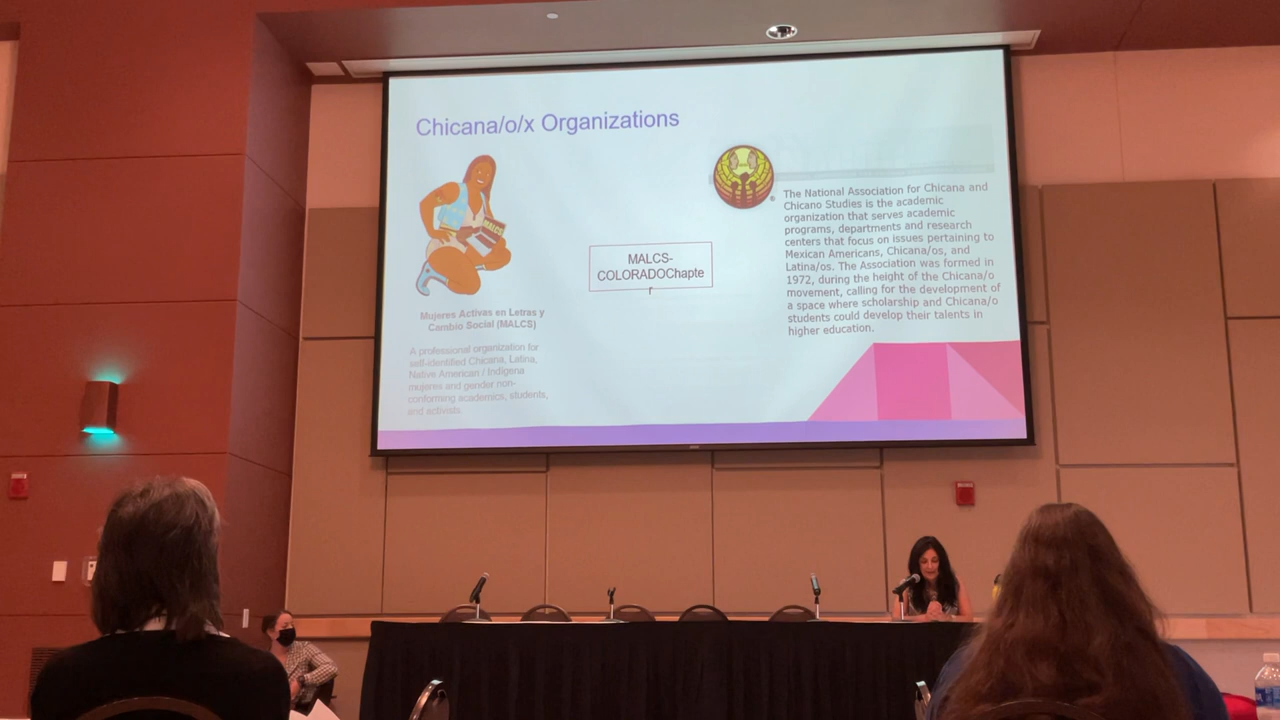 Chicana/o/x Organizations
MALCS
Mujeres Activas en Letras y
Cambio Social (MALCS)
A professional organization for
self-identified Chicana, Latina,
Native American / Indígena
mujeres and gender non-
conforming academics, students,
and activists.
MALCS-
COLORADOChapte
r
The National Association for Chicana and
Chicano Studies is the academic
organization that serves academic
programs, departments and research
centers that focus on issues pertaining to
Mexican Americans, Chicana/os, and
Latina/os. The Association was formed in
1972, during the height of the Chicana/o
movement, calling for the development of
a space where scholarship and Chicana/o
students could develop their talents in
higher education.